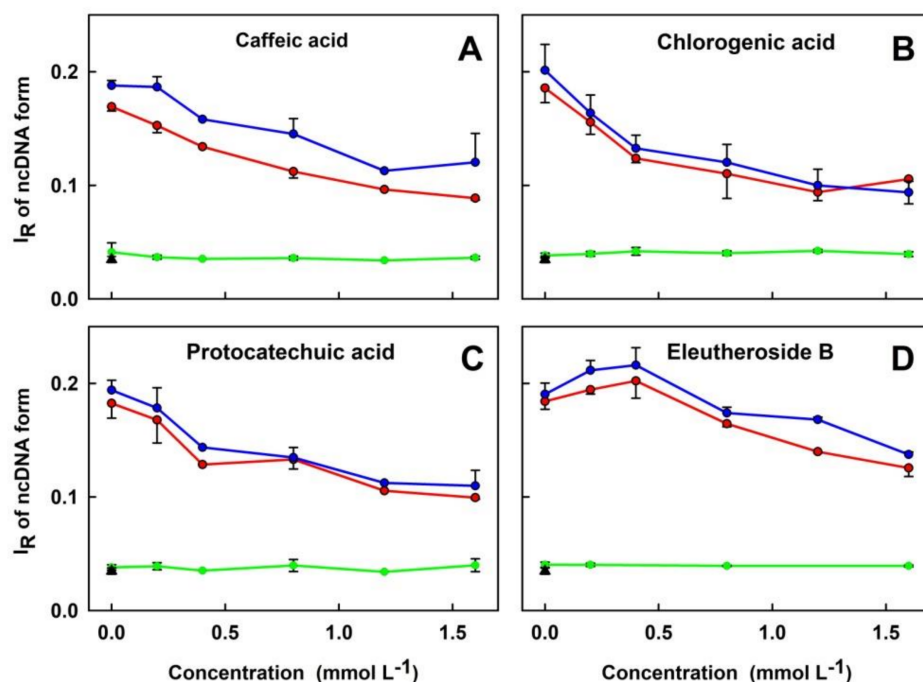 Caffeic acid
A
Chlorogenic acid
B
0.2
0.1
0.0
I_R of ncDNA form
Protocatechuic acid
C
Eleutheroside B
D
0.2
0.1
0.0
I_R of ncDNA form
0.0 0.5 1.0 1.5
0.0 0.5 1.0 1.5
Concentration (mmol L⁻¹)
Concentration (mmol L⁻¹)